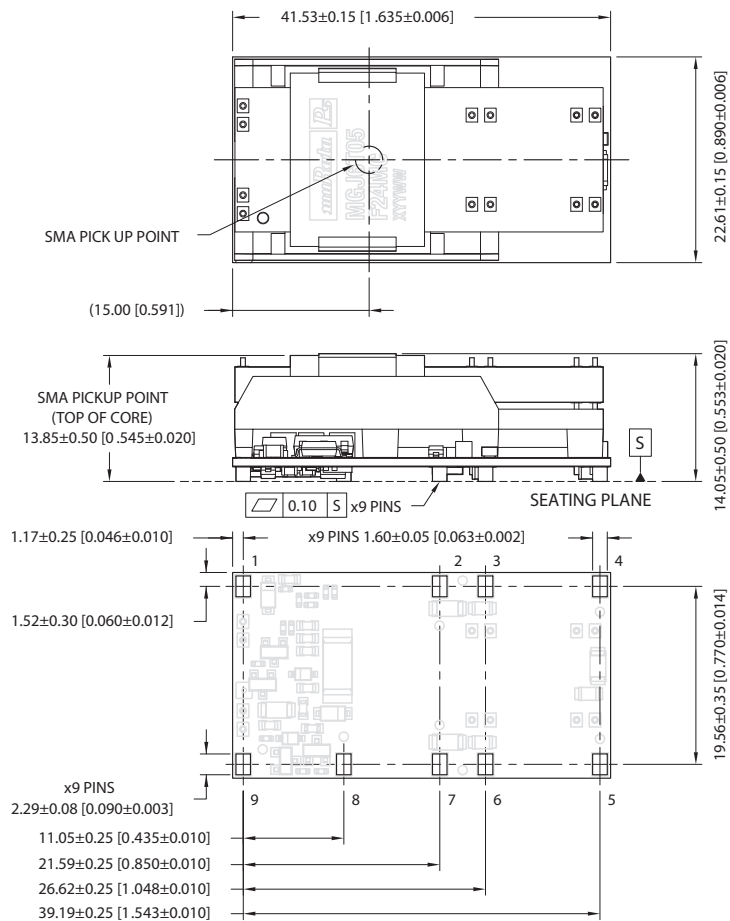 41.53±0.15 [1.635±0.006]
22.61±0.15 [0.890±0.006]
muRata Ps
MGJ6T05
F24MC
XYYWW
SMA PICK UP POINT
(15.00 [0.591])
SMA PICKUP POINT
(TOP OF CORE)
13.85±0.50 [0.545±0.020]
14.05±0.50 [0.553±0.020]
S
0.10 S x9 PINS
SEATING PLANE
1.17±0.25 [0.046±0.010]
x9 PINS 1.60±0.05 [0.063±0.002]
1 2 3 4
1.52±0.30 [0.060±0.012]
19.56±0.35 [0.770±0.014]
x9 PINS
2.29±0.08 [0.090±0.003]
9 8 7 6 5
11.05±0.25 [0.435±0.010]
21.59±0.25 [0.850±0.010]
26.62±0.25 [1.048±0.010]
39.19±0.25 [1.543±0.010]